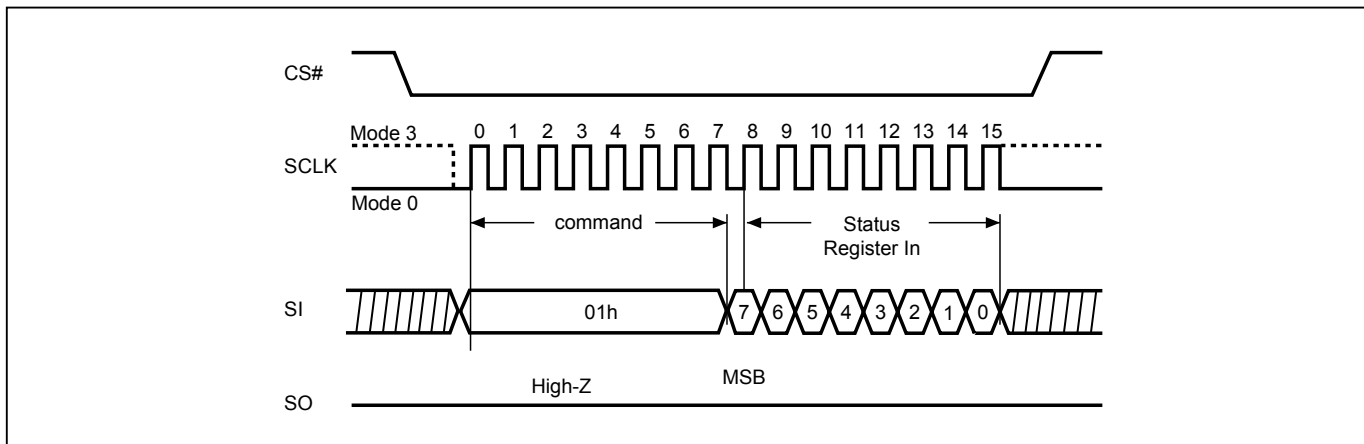 CS#
Mode 3
0 1 2 3 4 5 6 7 8 9 10 11 12 13 14 15
SCLK
Mode 0
command
Status
Register In
SI
01h
7 6 5 4 3 2 1 0
High-Z
MSB
SO